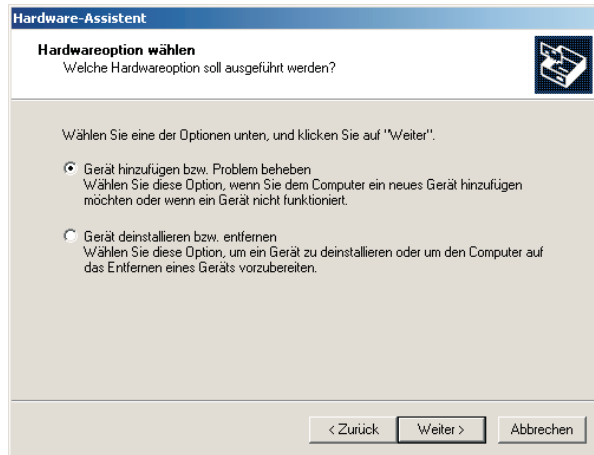 Hardware-Assistent
Hardwareoption wählen
Welche Hardwareoption soll ausgeführt werden?
Wählen Sie eine der Optionen unten, und klicken Sie auf "Weiter".
Gerät hinzufügen bzw. Problem beheben
Wählen Sie diese Option, wenn Sie dem Computer ein neues Gerät hinzufügen
möchten oder wenn ein Gerät nicht funktioniert.
Gerät deinstallieren bzw. entfernen
Wählen Sie diese Option, um ein Gerät zu deinstallieren oder um den Computer auf
das Entfernen eines Geräts vorzubereiten.
< Zurück Weiter > Abbrechen